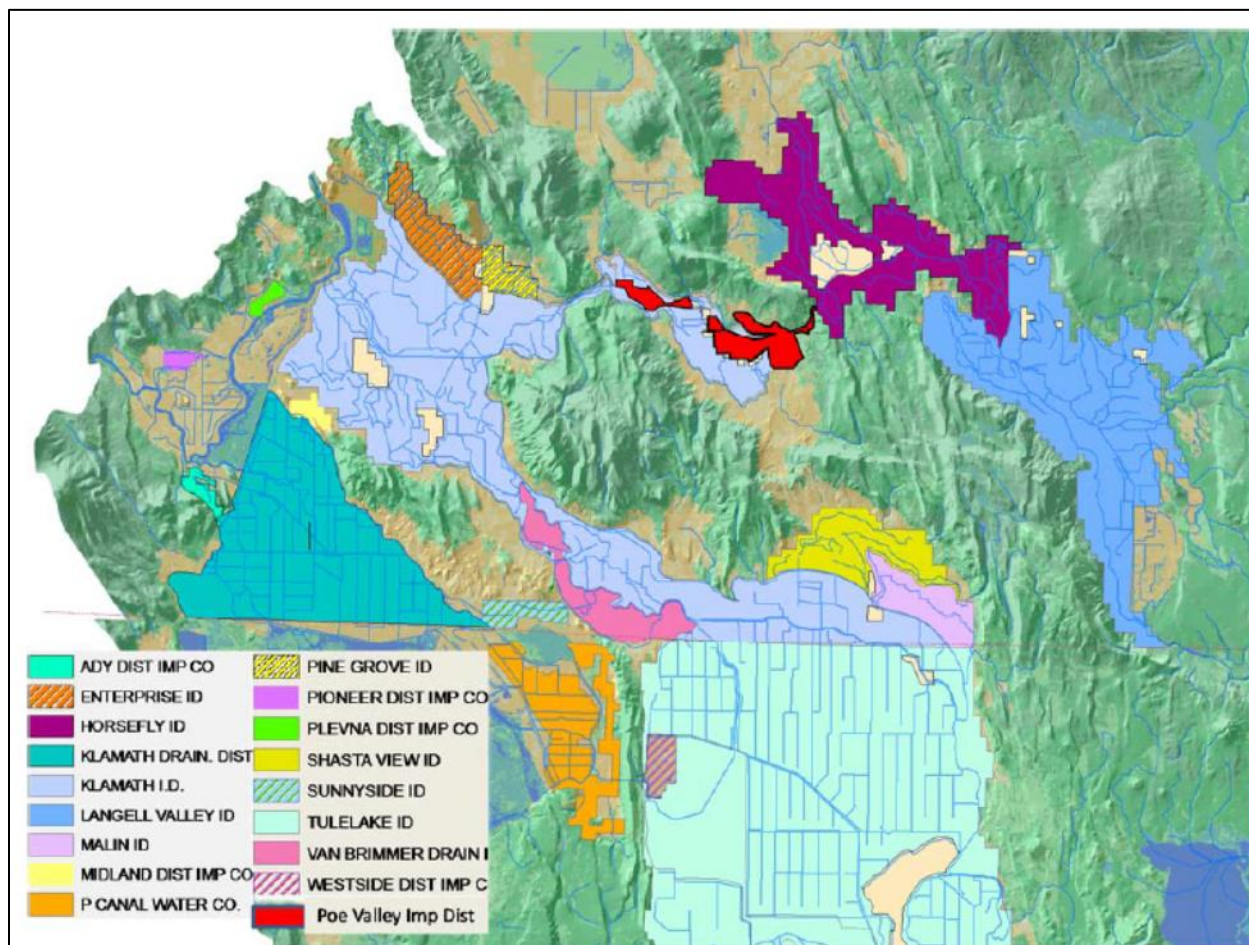 ADY DIST IMP CO
ENTERPRISE ID
HORSEFLY ID
KLAMATH DRAIN. DIST
KLAMATH I.D.
LANGELL VALLEY ID
MALIN ID
MIDLAND DIST IMP CO
P CANAL WATER CO.
PINE GROVE ID
PIONEER DIST IMP CO
PLEVNA DIST IMP CO
SHASTA VIEW ID
SUNNYSIDE ID
TULELAKE ID
VAN BRIMMER DRAIN I
WESTSIDE DIST IMP C
Poe Valley Imp Dist